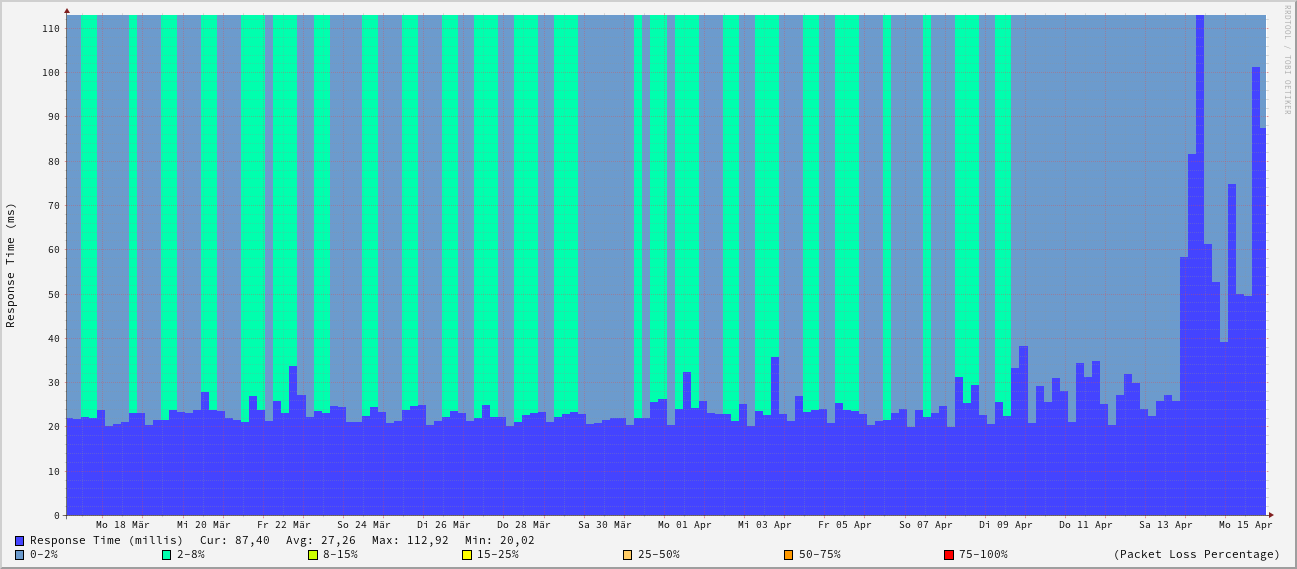 RRDTOOL / TOBI OETIKER
Response Time (ms)
110
100
90
80
70
60
50
40
30
20
10
0
Mo 18 Mär Mi 20 Mär Fr 22 Mär So 24 Mär Di 26 Mär Do 28 Mär Sa 30 Mär Mo 01 Apr Mi 03 Apr Fr 05 Apr So 07 Apr Di 09 Apr Do 11 Apr Sa 13 Apr Mo 15 Apr
Response Time (millis) Cur: 87,40 Avg: 27,26 Max: 112,92 Min: 20,02
0-2% 2-8% 8-15% 15-25% 25-50% 50-75% 75-100% (Packet Loss Percentage)